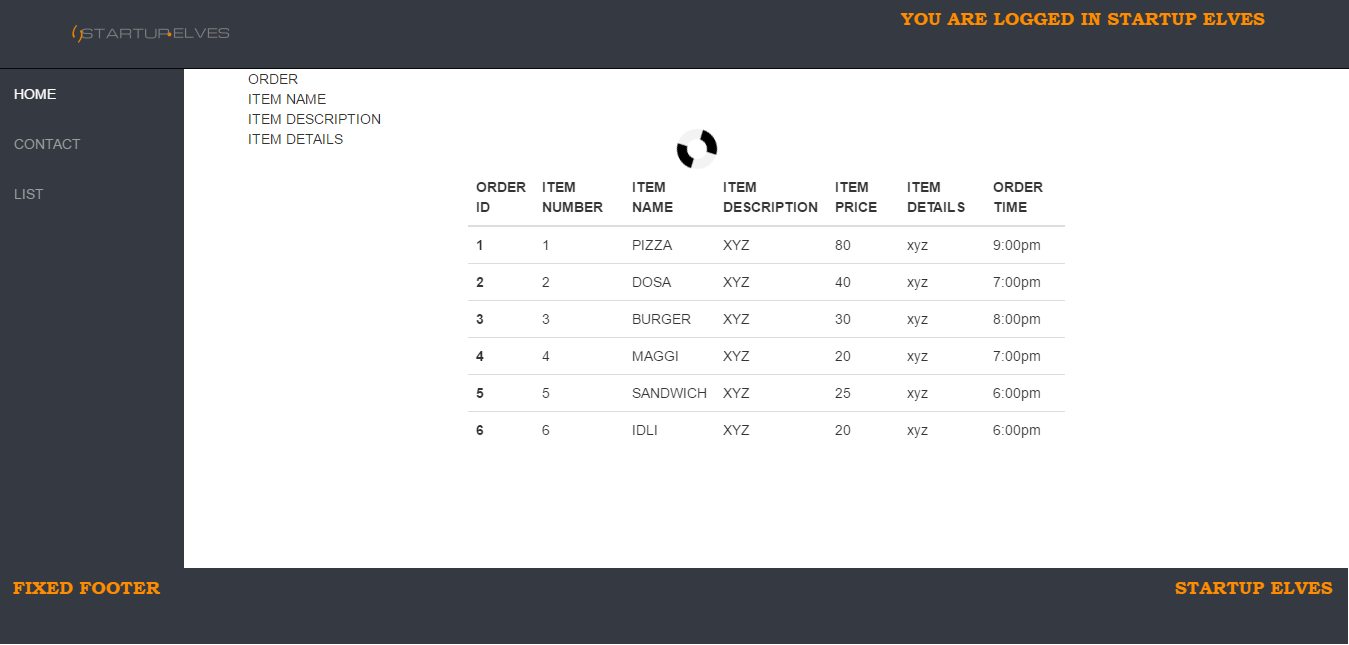 STARTUP ELVES
YOU ARE LOGGED IN STARTUP ELVES
HOME
CONTACT
LIST
ORDER
ITEM NAME
ITEM DESCRIPTION
ITEM DETAILS
ORDER ID ITEM NUMBER ITEM NAME ITEM DESCRIPTION ITEM PRICE ITEM DETAILS ORDER TIME
1 1 PIZZA XYZ 80 xyz 9:00pm
2 2 DOSA XYZ 40 xyz 7:00pm
3 3 BURGER XYZ 30 xyz 8:00pm
4 4 MAGGI XYZ 20 xyz 7:00pm
5 5 SANDWICH XYZ 25 xyz 6:00pm
6 6 IDLI XYZ 20 xyz 6:00pm
FIXED FOOTER
STARTUP ELVES